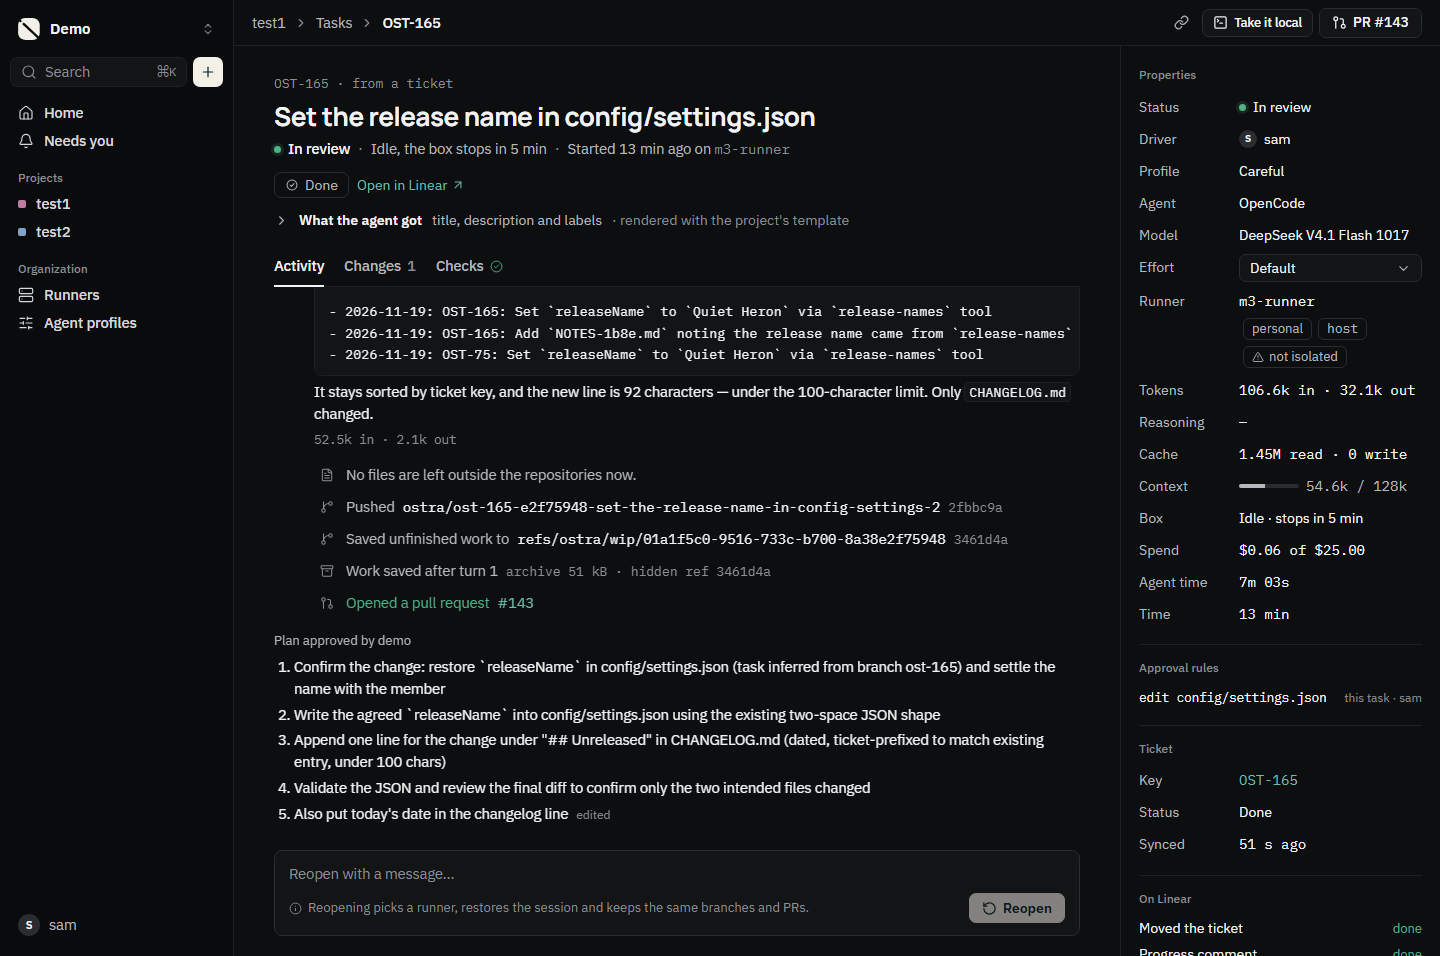 Demo
Search ⌘K
Home
Needs you
Projects
test1
test2
Organization
Runners
Agent profiles
S sam
test1 > Tasks > OST-165
Take it local
PR #143
OST-165 · from a ticket
Set the release name in config/settings.json
In review · Idle, the box stops in 5 min · Started 13 min ago on m3-runner
Done
Open in Linear ↗
What the agent got title, description and labels · rendered with the project's template
Activity Changes 1 Checks
- 2026-11-19: OST-165: Set `releaseName` to `Quiet Heron` via `release-names` tool
- 2026-11-19: OST-165: Add `NOTES-1b8e.md` noting the release name came from `release-names`
- 2026-11-19: OST-75: Set `releaseName` to `Quiet Heron` via `release-names` tool
It stays sorted by ticket key, and the new line is 92 characters — under the 100-character limit. Only CHANGELOG.md
changed.
52.5k in · 2.1k out
No files are left outside the repositories now.
Pushed ostra/ost-165-e2f75948-set-the-release-name-in-config-settings-2 2fbbc9a
Saved unfinished work to refs/ostra/wip/01a1f5c0-9516-733c-b700-8a38e2f75948 3461d4a
Work saved after turn 1 archive 51 kB · hidden ref 3461d4a
Opened a pull request #143
Plan approved by demo
1. Confirm the change: restore `releaseName` in config/settings.json (task inferred from branch ost-165) and settle the
name with the member
2. Write the agreed `releaseName` into config/settings.json using the existing two-space JSON shape
3. Append one line for the change under "## Unreleased" in CHANGELOG.md (dated, ticket-prefixed to match existing
entry, under 100 chars)
4. Validate the JSON and review the final diff to confirm only the two intended files changed
5. Also put today's date in the changelog line edited
Reopen with a message...
Reopening picks a runner, restores the session and keeps the same branches and PRs.
Reopen
Properties
Status In review
Driver S sam
Profile Careful
Agent OpenCode
Model DeepSeek V4.1 Flash 1017
Effort Default
Runner m3-runner
personal host
not isolated
Tokens 106.6k in · 32.1k out
Reasoning —
Cache 1.45M read · 0 write
Context 54.6k / 128k
Box Idle · stops in 5 min
Spend $0.06 of $25.00
Agent time 7m 03s
Time 13 min
Approval rules
edit config/settings.json this task · sam
Ticket
Key OST-165
Status Done
Synced 51 s ago
On Linear
Moved the ticket done
Progress comment done